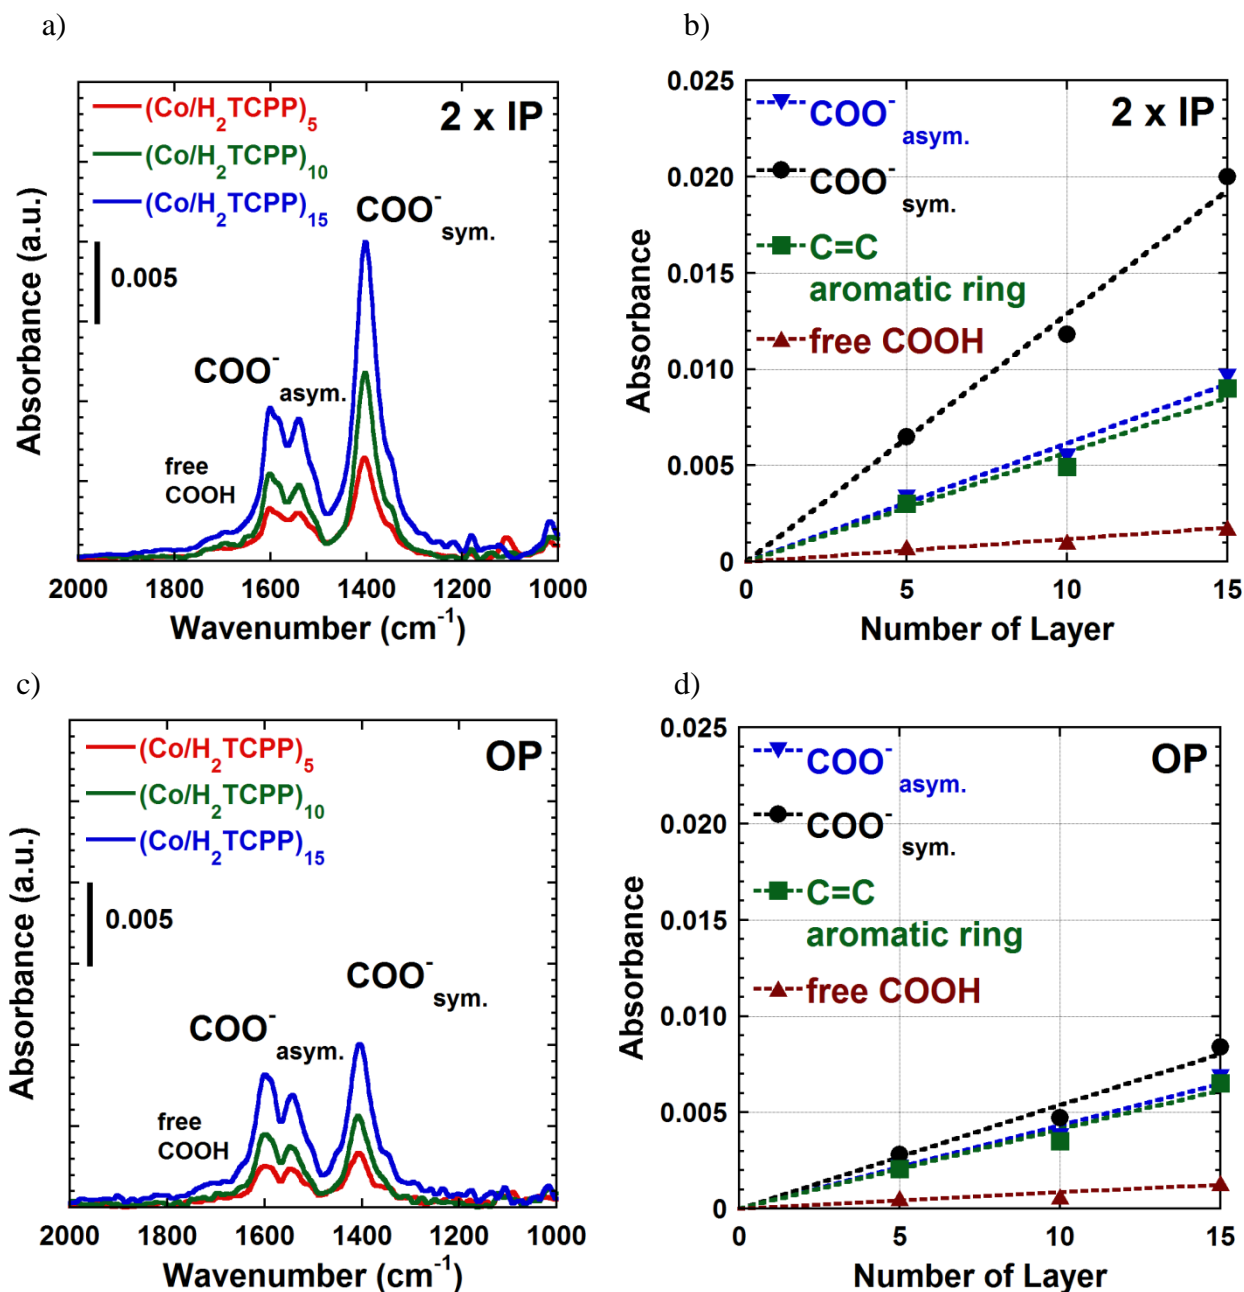 a)
2 x IP
(Co/H₂TCPP)₅
(Co/H₂TCPP)₁₀
(Co/H₂TCPP)₁₅
0.005
COO⁻ sym.
COO⁻ asym.
free
COOH
Absorbance (a.u.)
2000 1800 1600 1400 1200 1000
Wavenumber (cm⁻¹)
b)
2 x IP
COO⁻ asym.
COO⁻ sym.
C=C
aromatic ring
free COOH
Absorbance
0.025
0.020
0.015
0.010
0.005
0
0 5 10 15
Number of Layer
c)
OP
(Co/H₂TCPP)₅
(Co/H₂TCPP)₁₀
(Co/H₂TCPP)₁₅
0.005
COO⁻ sym.
COO⁻ asym.
free
COOH
Absorbance (a.u.)
2000 1800 1600 1400 1200 1000
Wavenumber (cm⁻¹)
d)
OP
COO⁻ asym.
COO⁻ sym.
C=C
aromatic ring
free COOH
Absorbance
0.025
0.020
0.015
0.010
0.005
0
0 5 10 15
Number of Layer